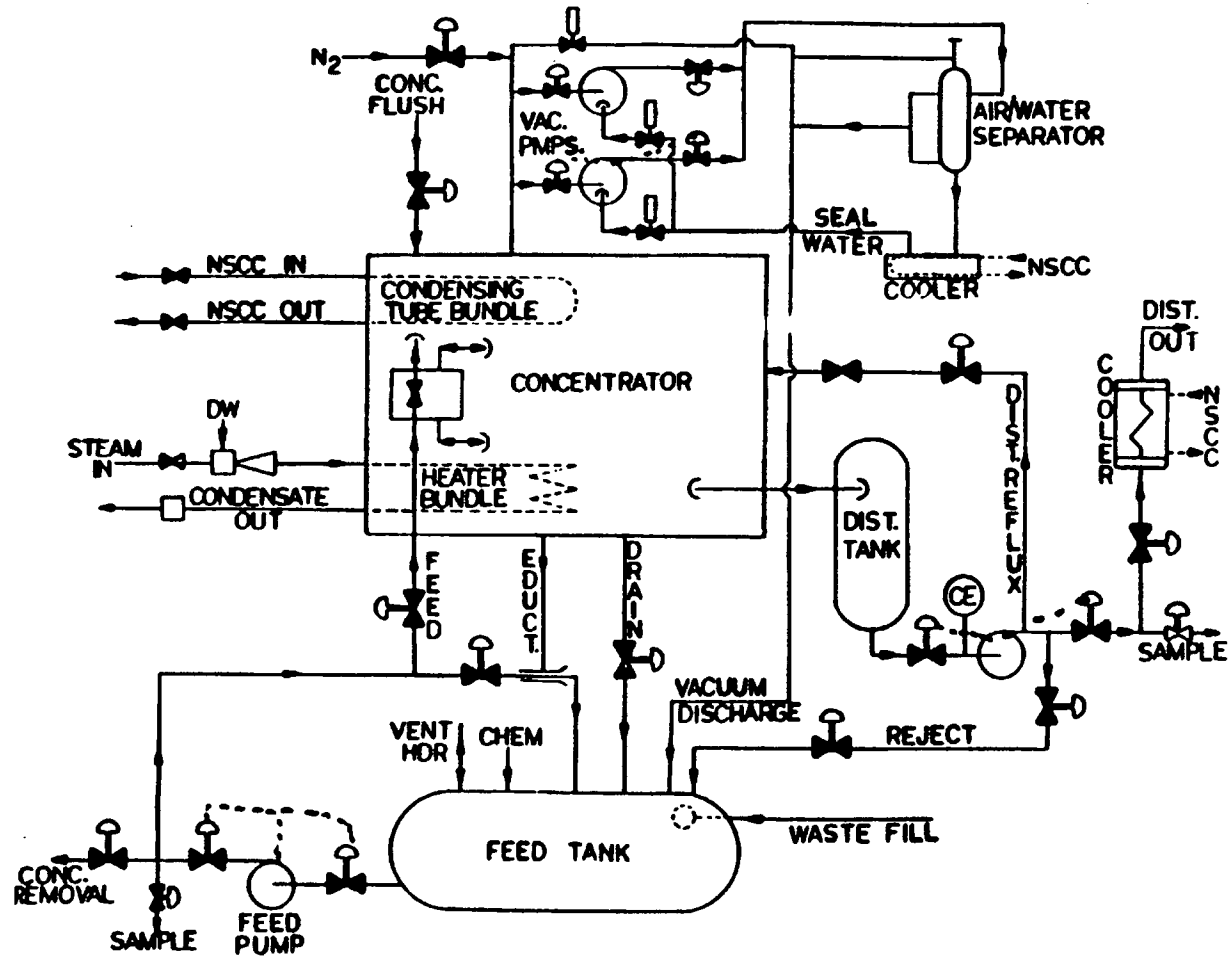 N2
CONC.
FLUSH
VAC.
PMPS.
AIR/WATER
SEPARATOR
SEAL
WATER
NSCC
COOLER
NSCC IN
CONDENSING
TUBE BUNDLE
NSCC OUT
DIST.
OUT
COOLER
NSCC
CONCENTRATOR
DW
STEAM
IN
HEATER
BUNDLE
CONDENSATE
OUT
DIST.
TANK
DIST. REFLUX
FEED
EDUCT.
DRAIN
CE
SAMPLE
VACUUM
DISCHARGE
REJECT
VENT
HDR
CHEM
WASTE FILL
FEED TANK
CONC.
REMOVAL
SAMPLE
FEED
PUMP